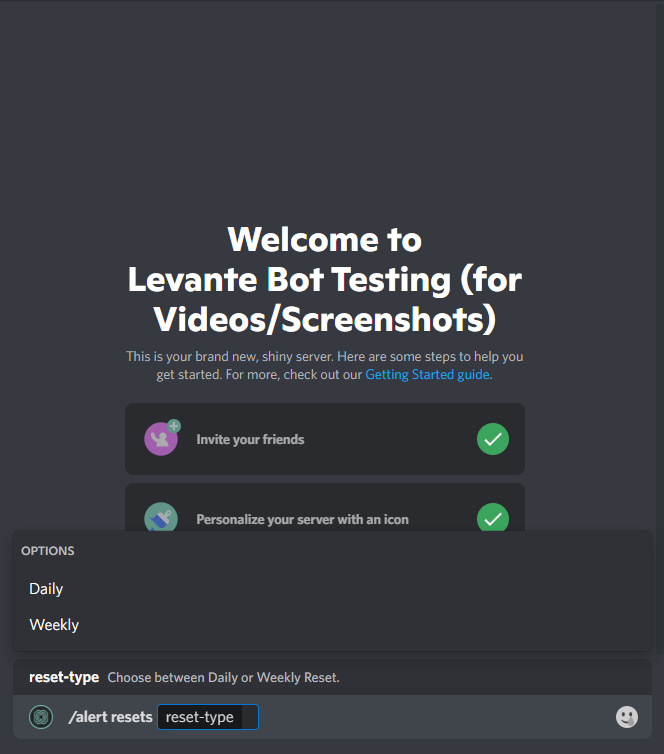 Welcome to
Levante Bot Testing (for
Videos/Screenshots)
This is your brand new, shiny server. Here are some steps to help you
get started. For more, check out our Getting Started guide.
Invite your friends
Personalize your server with an icon
OPTIONS
Daily
Weekly
reset-type Choose between Daily or Weekly Reset.
/alert resets reset-type